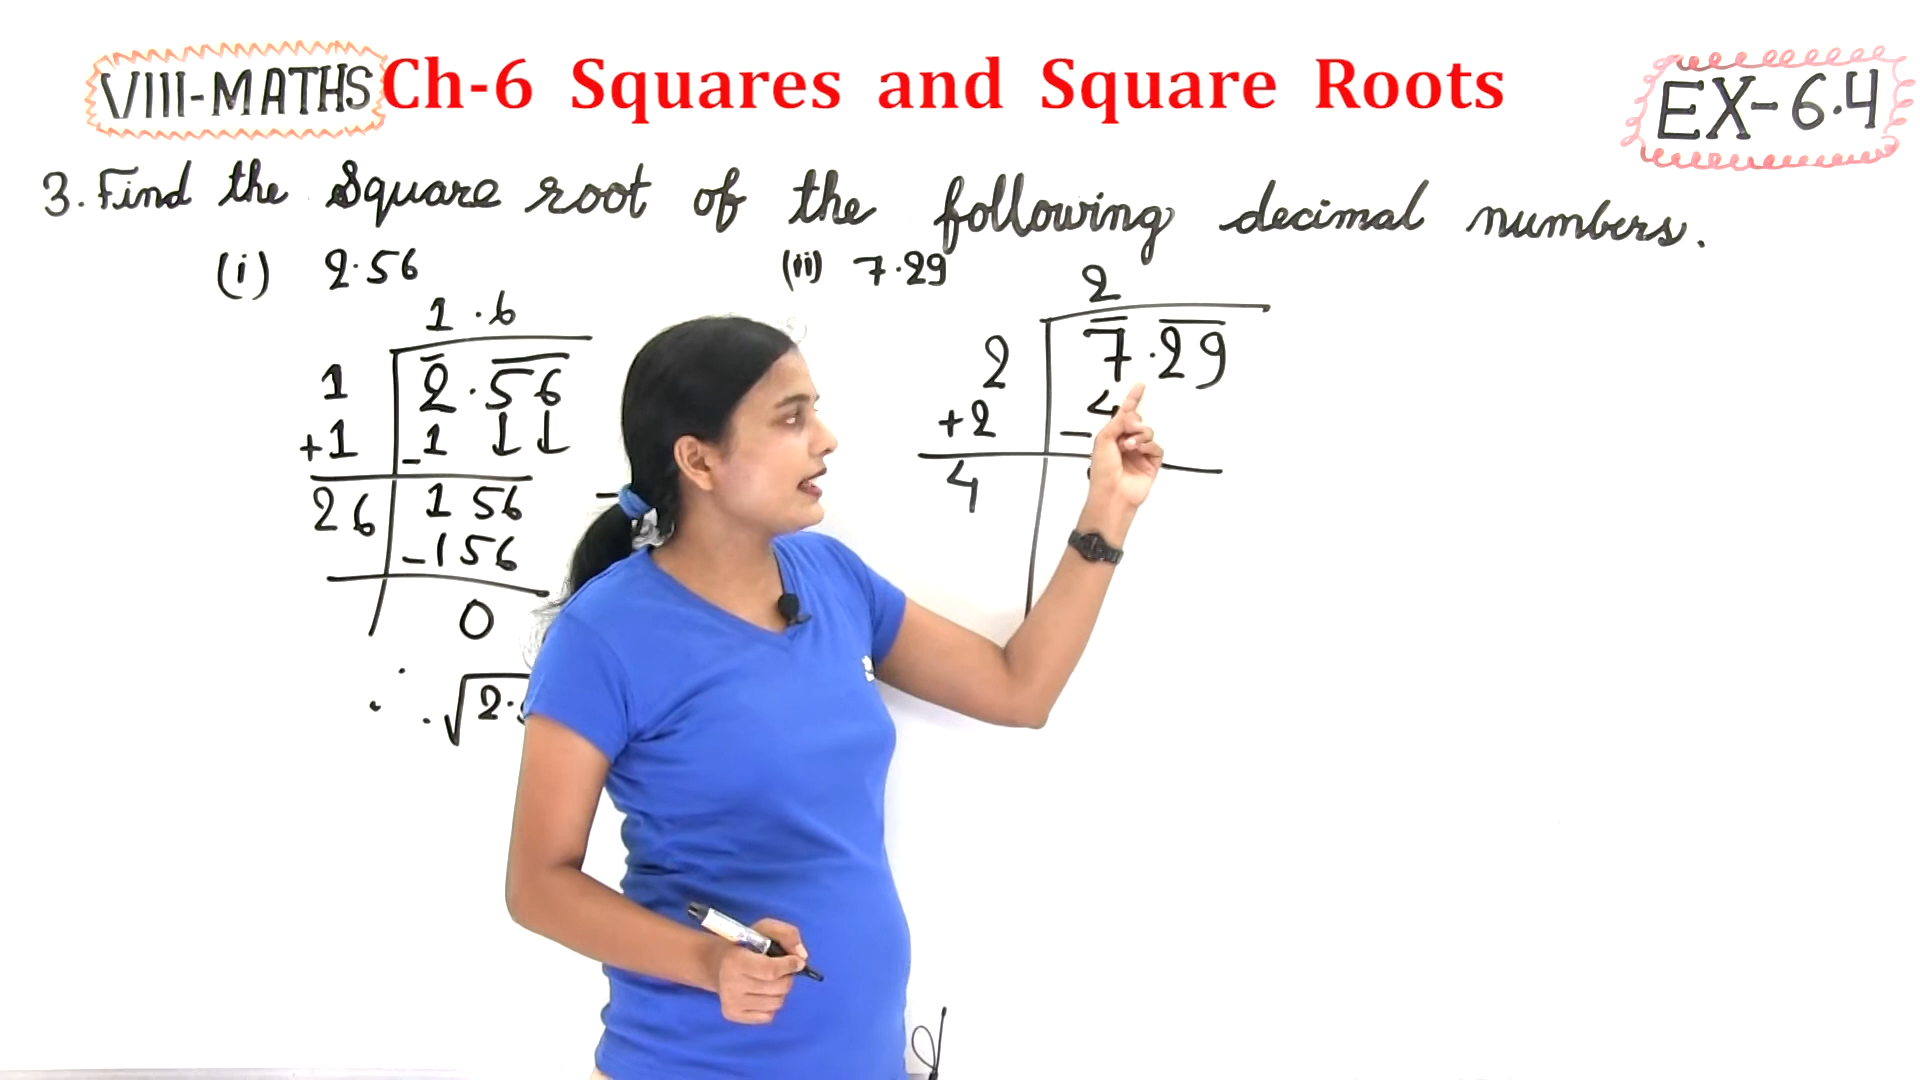 VIII-MATHS Ch-6 Squares and Square Roots EX-6.4
3. Find the Square root of the following decimal numbers.
(i) 2.56
1.6
1 2.56
+1 -1
26 156
-156
0
∴ √2.
(ii) 7.29
2
2 7.29
+2 -4
4